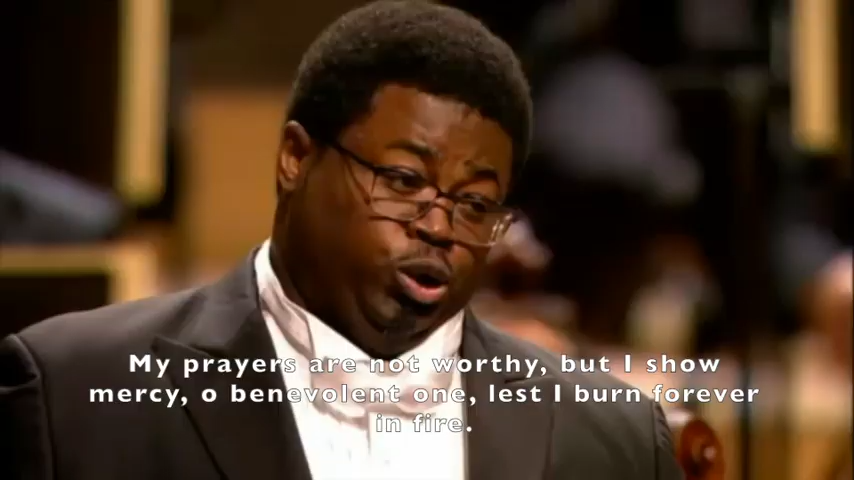 My prayers are not worthy, but I show
mercy, o benevolent one, lest I burn forever
in fire.